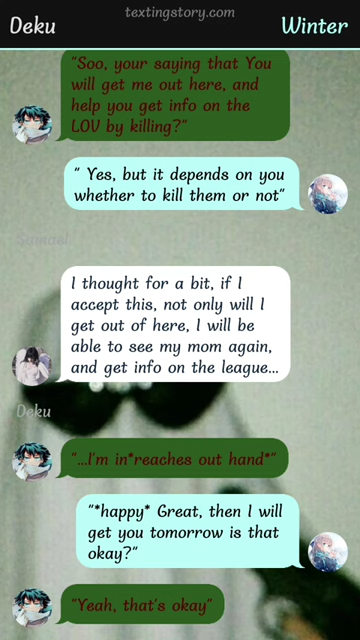 textingstory.com
Deku
Winter
"Soo, your saying that You
will get me out here, and
help you get info on the
LOV by killing?"
" Yes, but it depends on you
whether to kill them or not"
Samael
I thought for a bit, if I
accept this, not only will I
get out of here, I will be
able to see my mom again,
and get info on the league...
Deku
"...I'm in*reaches out hand*"
"*happy* Great, then I will
get you tomorrow is that
okay?"
"Yeah, that's okay"